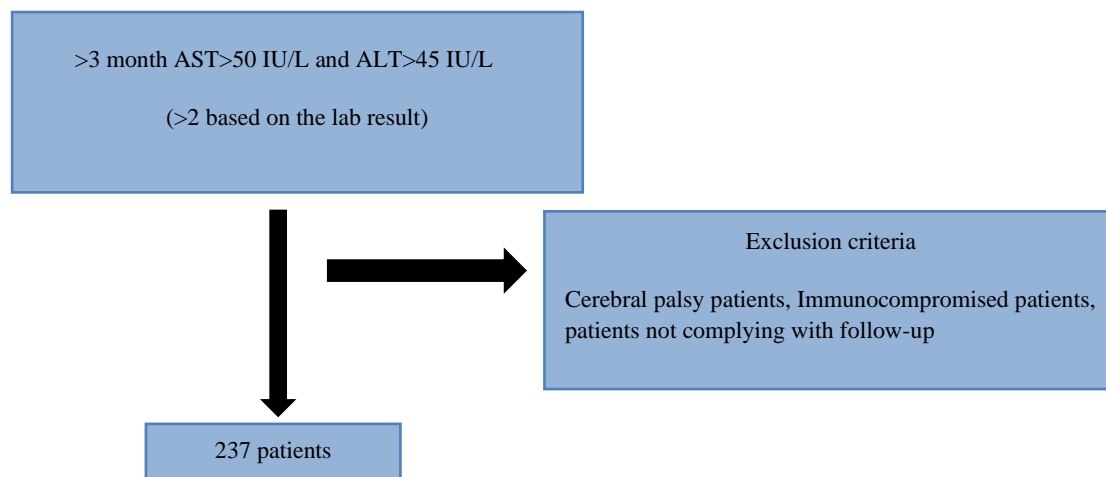 >3 month AST>50 IU/L and ALT>45 IU/L
(>2 based on the lab result)
Exclusion criteria
Cerebral palsy patients, Immunocompromised patients,
patients not complying with follow-up
237 patients